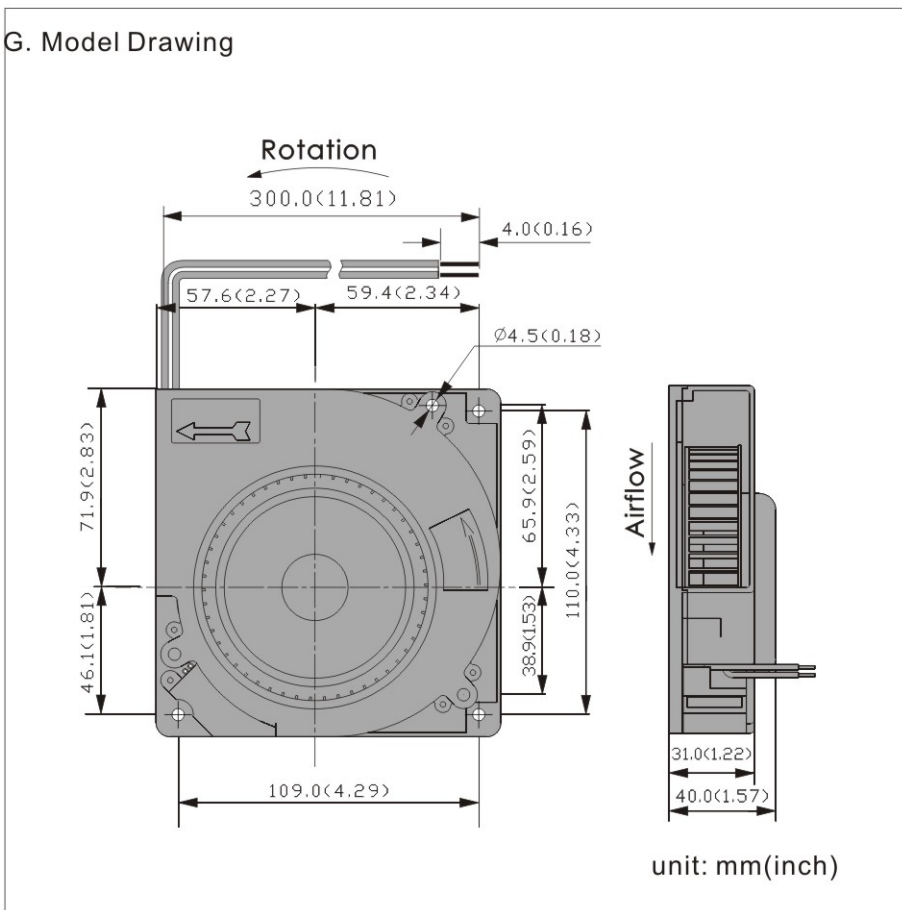 G. Model Drawing
Rotation
300.0(11.81)
4.0(0.16)
57.6(2.27)
59.4(2.34)
Ø4.5(0.18)
71.9(2.83)
65.9(2.59)
Airflow
110.0(4.33)
46.1(1.81)
38.9(1.53)
31.0(1.22)
109.0(4.29)
40.0(1.57)
unit: mm(inch)